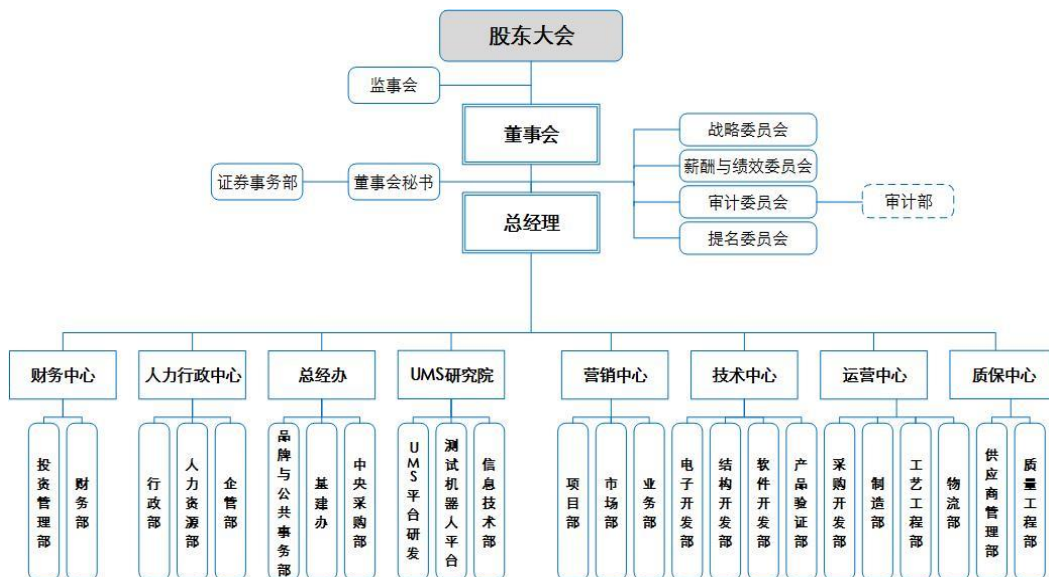 股东大会
监事会
董事会
战略委员会
薪酬与绩效委员会
证券事务部
董事会秘书
审计委员会
审计部
总经理
提名委员会
财务中心
人力行政中心
总经办
UMS研究院
营销中心
技术中心
运营中心
质保中心
投资管理部
财务部
行政部
人力资源部
企管部
品牌与公共事务部
基建办
中央采购部
UMS平台研发
测试机器人平台
信息技术部
项目部
市场部
业务部
电子开发部
结构开发部
软件开发部
产品验证部
采购开发部
制造部
工艺工程部
物流部
供应商管理部
质量工程部